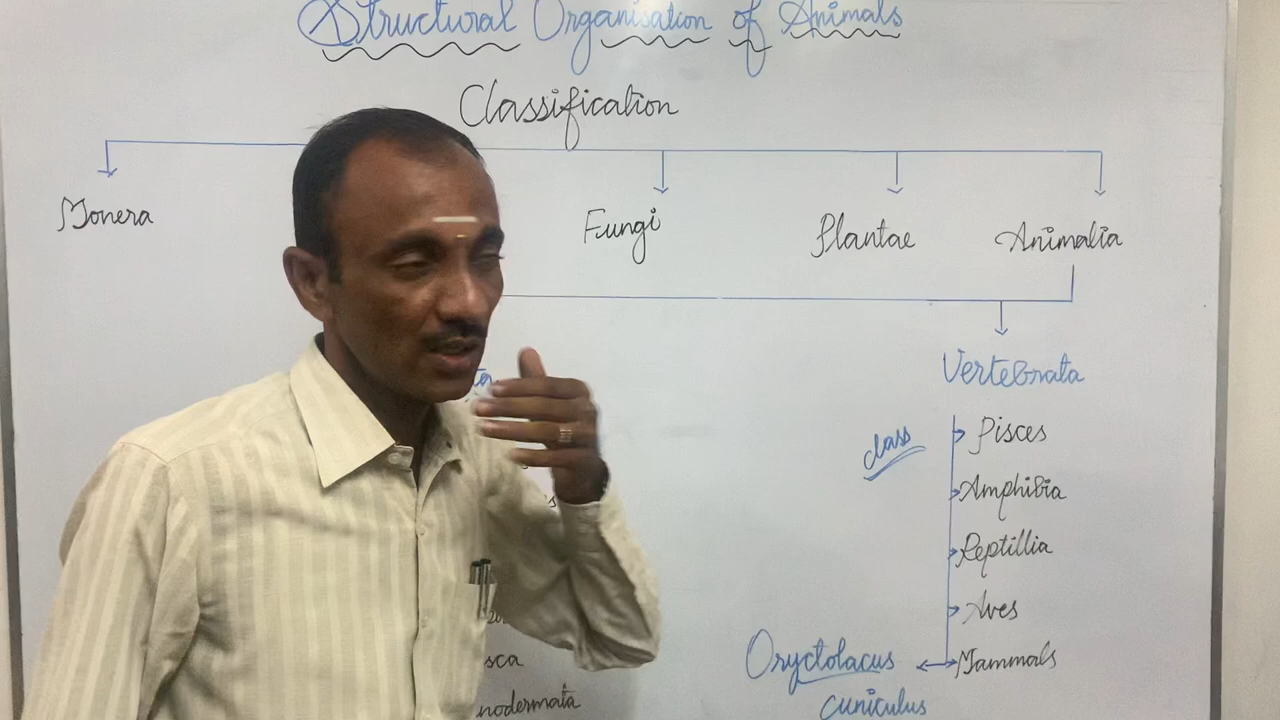 Structural Organisation of Animals
Classification
Monera
Fungi
Plantae
Animalia
Vertebrata
class
Pisces
Amphibia
Reptillia
Aves
Mammals
Oryctolacus
cuniculus
sca
nodermata